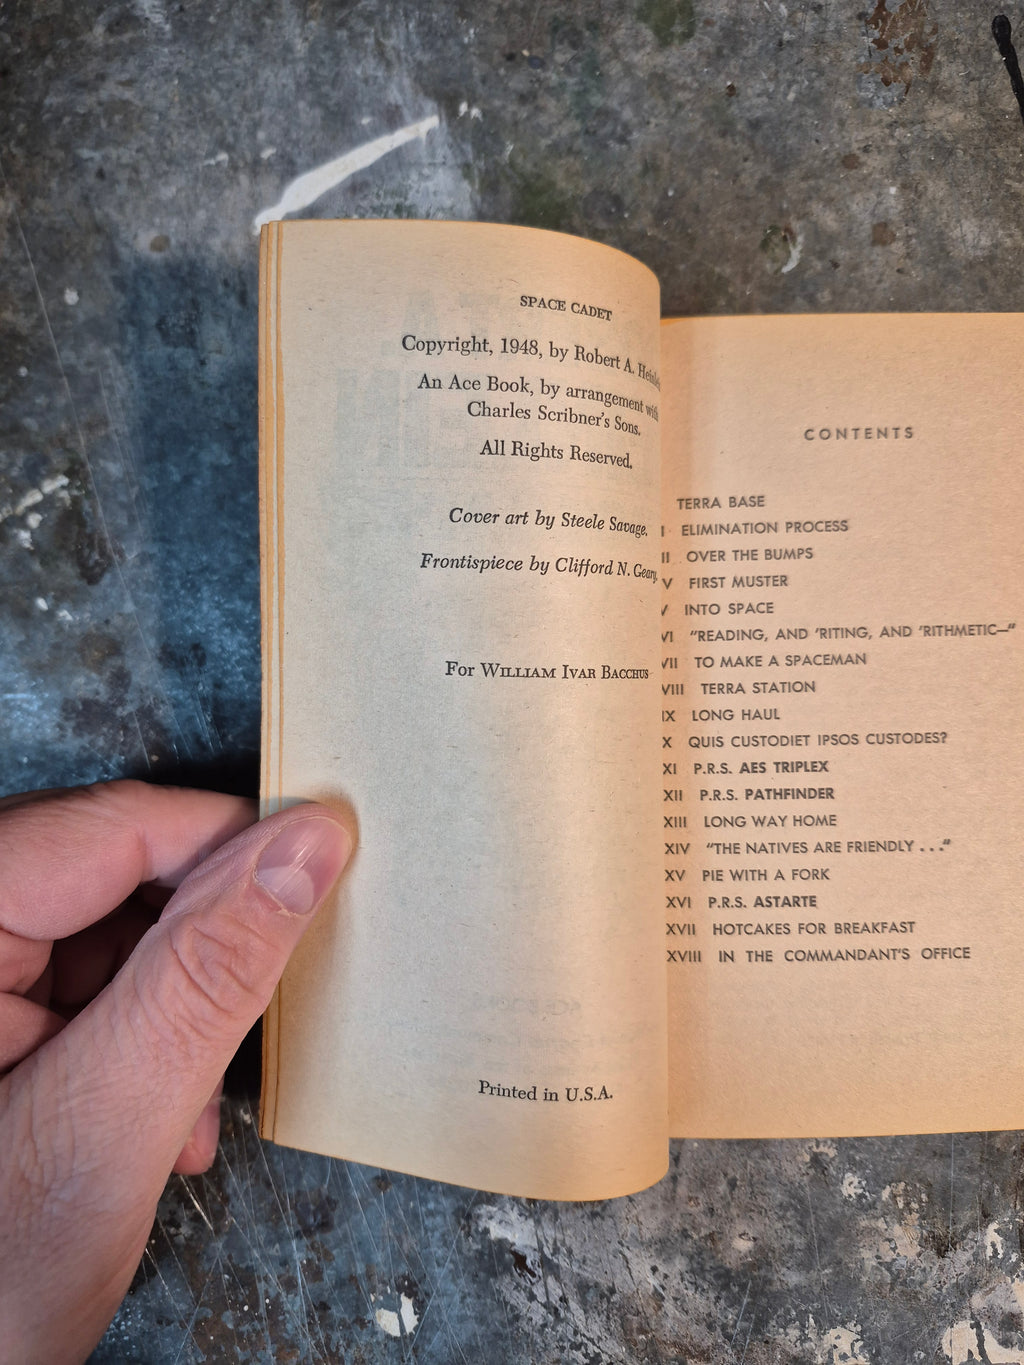 SPACE CADET
Copyright, 1948, by Robert A.
An Ace Book, by arrangement with
Charles Scribner's Sons.
All Rights Reserved.
Cover art by Steele Savage.
Frontispiece by Clifford N. Geary.
For William Ivar Bacchus
Printed in U.S.A.
CONTENTS
TERRA BASE
I ELIMINATION PROCESS
II OVER THE BUMPS
V FIRST MUSTER
V INTO SPACE
VI "READING, AND 'RITING, AND 'RITHMETIC—"
VII TO MAKE A SPACEMAN
VIII TERRA STATION
IX LONG HAUL
X QUIS CUSTODIET IPSOS CUSTODES?
XI P.R.S. AES TRIPLEX
XII P.R.S. PATHFINDER
XIII LONG WAY HOME
XIV "THE NATIVES ARE FRIENDLY . . ."
XV PIE WITH A FORK
XVI P.R.S. ASTARTE
XVII HOTCAKES FOR BREAKFAST
XVIII IN THE COMMANDANT'S OFFICE